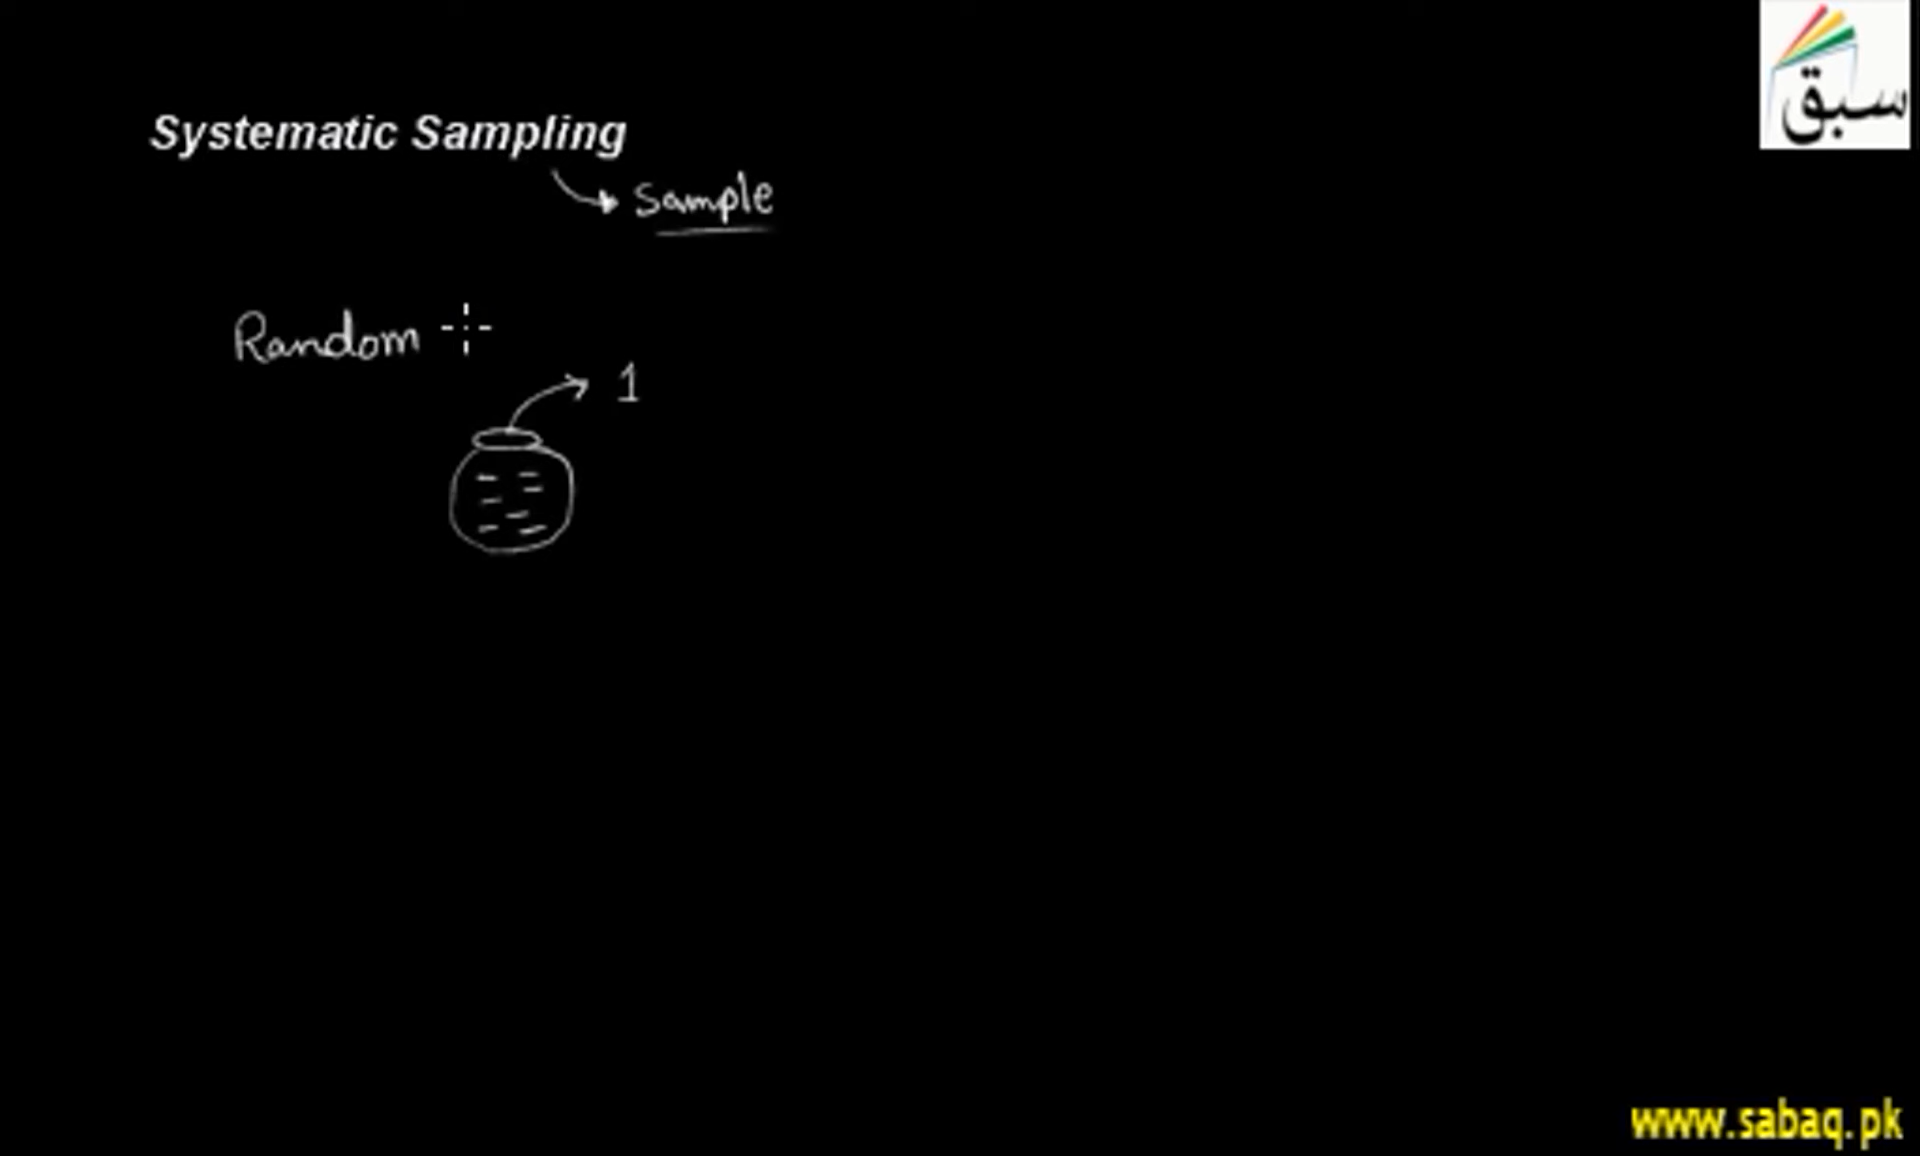 سبق
Systematic Sampling
Sample
Random
1
www.sabaq.pk